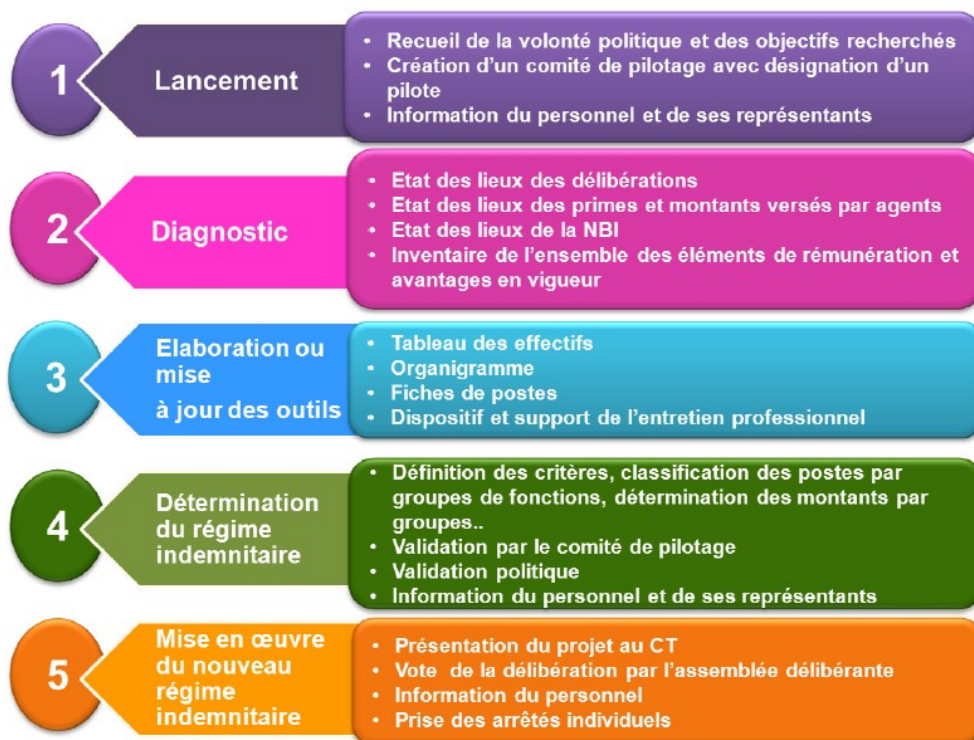 1
Lancement
• Recueil de la volonté politique et des objectifs recherchés
• Création d’un comité de pilotage avec désignation d’un
pilote
• Information du personnel et de ses représentants
2
Diagnostic
• Etat des lieux des délibérations
• Etat des lieux des primes et montants versés par agents
• Etat des lieux de la NBI
• Inventaire de l’ensemble des éléments de rémunération et
avantages en vigueur
3
Elaboration ou
mise
à jour des outils
• Tableau des effectifs
• Organigramme
• Fiches de postes
• Dispositif et support de l’entretien professionnel
4
Détermination
du régime
indemnitaire
• Définition des critères, classification des postes par
groupes de fonctions, détermination des montants par
groupes..
• Validation par le comité de pilotage
• Validation politique
• Information du personnel et de ses représentants
5
Mise en œuvre
du nouveau
régime
indemnitaire
• Présentation du projet au CT
• Vote de la délibération par l’assemblée délibérante
• Information du personnel
• Prise des arrêtés individuels